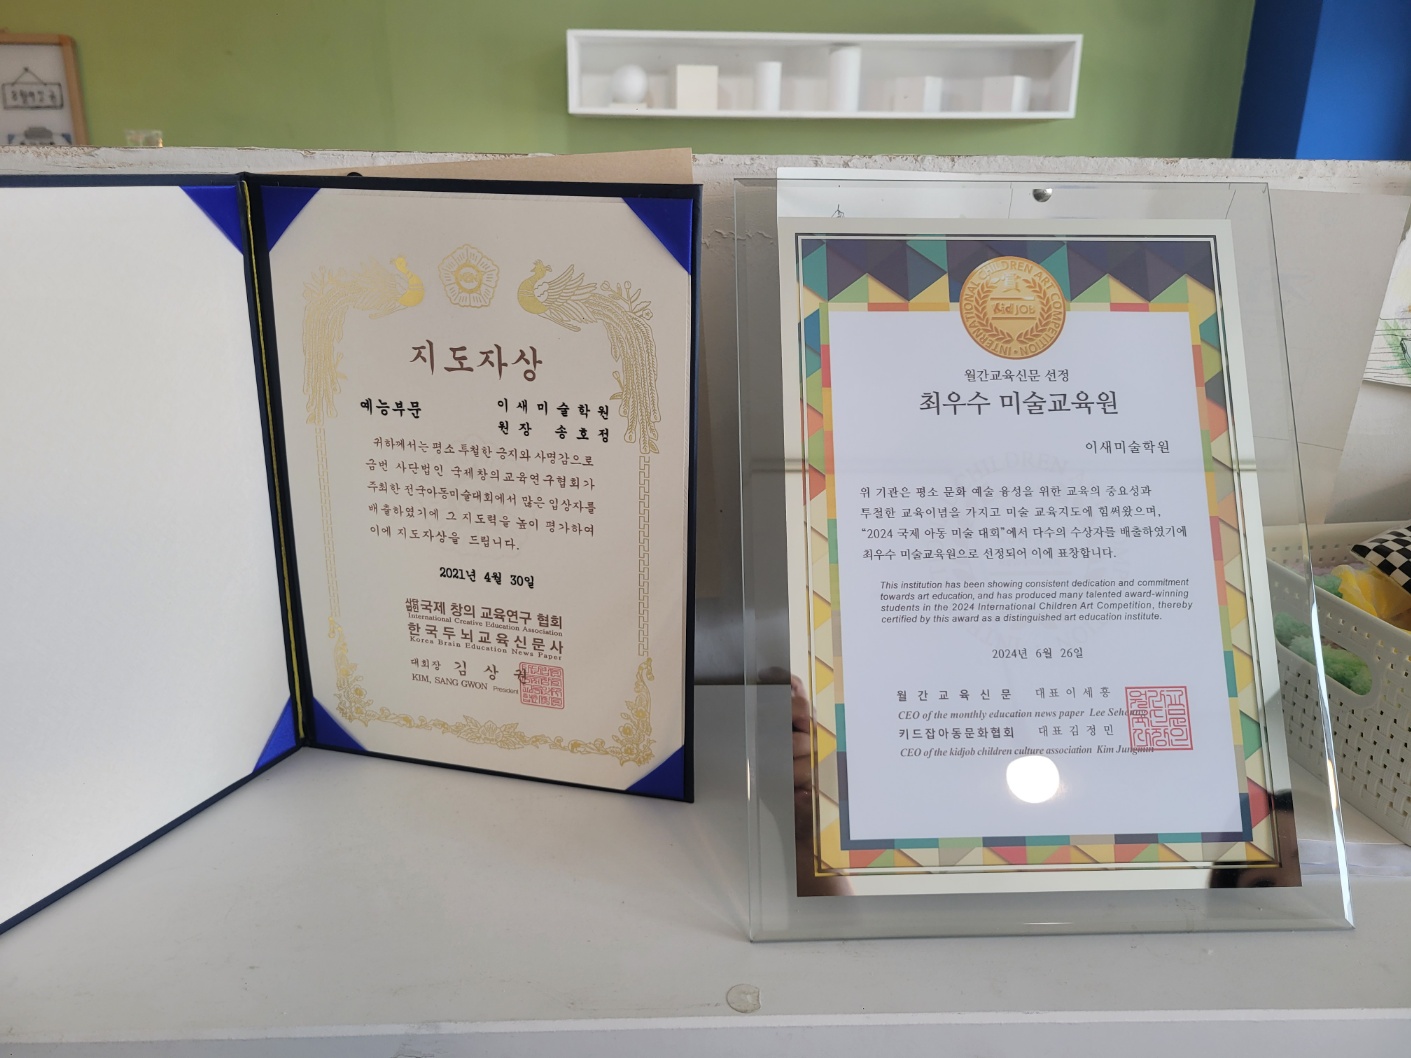 지도자상
예능부문
이새미술학원
원장 송호정
귀하께서는 평소 투철한 긍지와 사명감으로
금번 사단법인 국제창의교육연구협회가
주최한 전국아동미술대회에서 많은 입상자를
배출하였기에 그 지도력을 높이 평가하여
이에 지도자상을 드립니다.
2021년 4월 30일
국제 창의 교육연구 협회
International Creative Education Association
한국두뇌교육신문사
Korea Brain Education News Paper
대회장 김상권
KIM, SANG GWON President
INTERNATIONAL CHILDREN ART COMPETITION
Kid JOB
월간교육신문 선정
최우수 미술교육원
이새미술학원
위 기관은 평소 문화 예술 융성을 위한 교육의 중요성과
투철한 교육이념을 가지고 미술 교육지도에 힘써왔으며,
“2024 국제 아동 미술 대회”에서 다수의 수상자를 배출하였기에
최우수 미술교육원으로 선정되어 이에 표창합니다.
This institution has been showing consistent dedication and commitment
towards art education, and has produced many talented award-winning
students in the 2024 International Children Art Competition, thereby
certified by this award as a distinguished art education institute.
2024년 6월 26일
월간교육신문 대표 이세홍
CEO of the monthly education news paper Lee
키드잡아동문화협회 대표 김정민
CEO of the kidjob children culture association Kim Jungmin